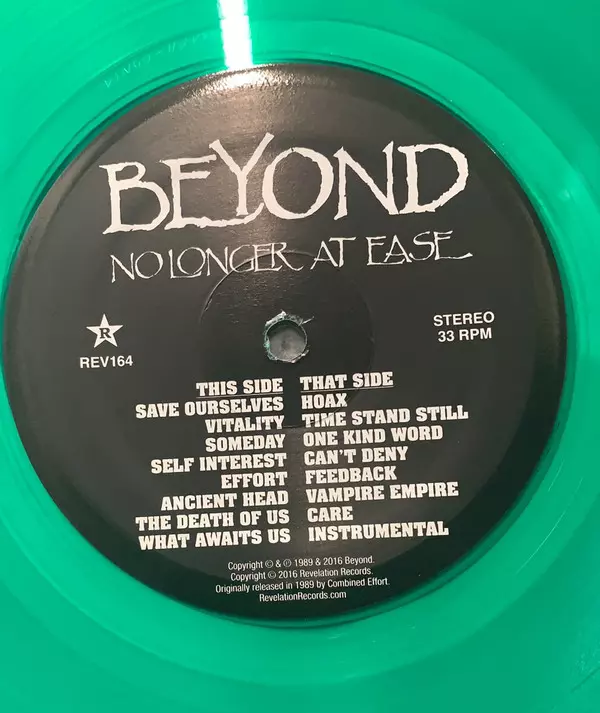 BEYOND
NO LONGER AT EASE
R
REV164
STEREO
33 RPM
THIS SIDE THAT SIDE
SAVE OURSELVES HOAX
VITALITY TIME STAND STILL
SOMEDAY ONE KIND WORD
SELF INTEREST CAN'T DENY
EFFORT FEEDBACK
ANCIENT HEAD VAMPIRE EMPIRE
THE DEATH OF US CARE
WHAT AWAITS US INSTRUMENTAL
Copyright © & ℗ 1989 & 2016 Beyond.
Copyright © 2016 Revelation Records.
Originally released in 1989 by Combined Effort.
RevelationRecords.com